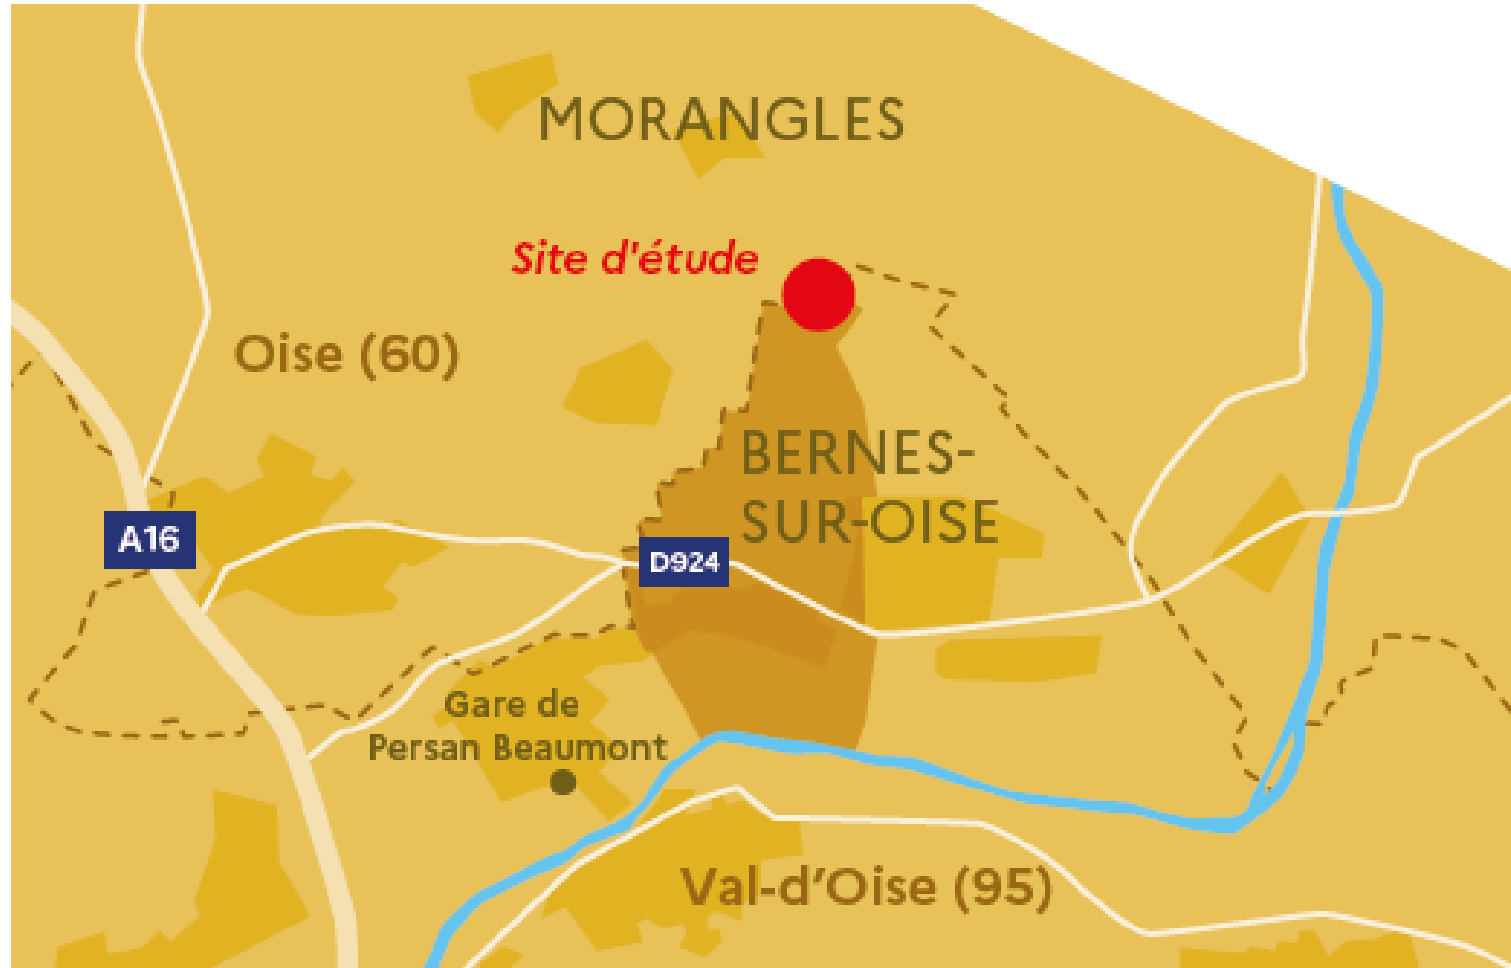 MORANGLES
Site d'étude
Oise (60)
BERNES-
SUR-OISE
A16
D924
Gare de
Persan Beaumont
Val-d’Oise (95)